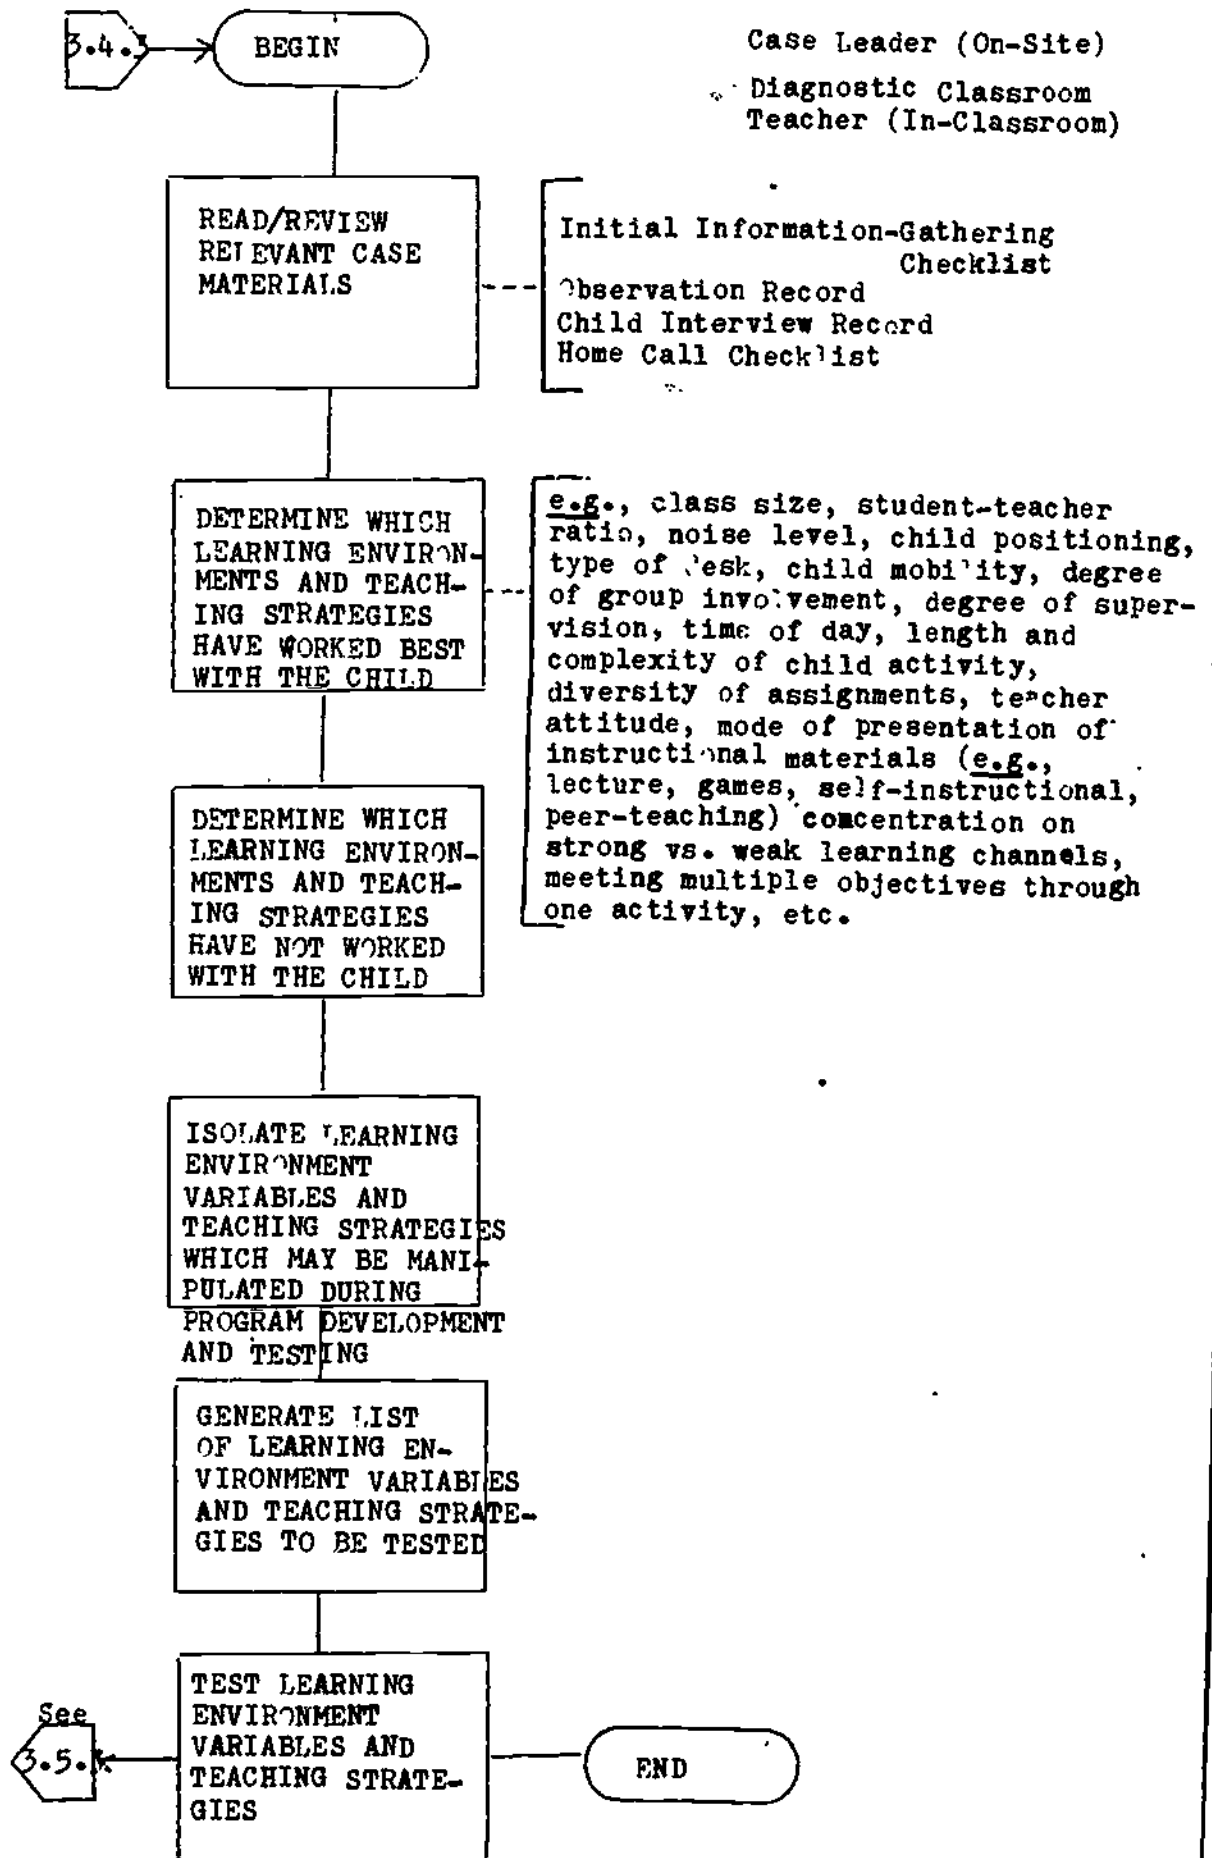 3.4.3
BEGIN
Case Leader (On-Site)
Diagnostic Classroom
Teacher (In-Classroom)
READ/REVIEW
RELEVANT CASE
MATERIALS
Initial Information-Gathering
Checklist
Observation Record
Child Interview Record
Home Call Checklist
DETERMINE WHICH
LEARNING ENVIRON-
MENTS AND TEACH-
ING STRATEGIES
HAVE WORKED BEST
WITH THE CHILD
e.g., class size, student-teacher
ratio, noise level, child positioning,
type of desk, child mobility, degree
of group involvement, degree of super-
vision, time of day, length and
complexity of child activity,
diversity of assignments, teacher
attitude, mode of presentation of
instructional materials (e.g.,
lecture, games, self-instructional,
peer-teaching) concentration on
strong vs. weak learning channels,
meeting multiple objectives through
one activity, etc.
DETERMINE WHICH
LEARNING ENVIRON-
MENTS AND TEACH-
ING STRATEGIES
HAVE NOT WORKED
WITH THE CHILD
ISOLATE LEARNING
ENVIRONMENT
VARIABLES AND
TEACHING STRATEGIES
WHICH MAY BE MANI-
PULATED DURING
PROGRAM DEVELOPMENT
AND TESTING
GENERATE LIST
OF LEARNING EN-
VIRONMENT VARIABLES
AND TEACHING STRATE-
GIES TO BE TESTED
TEST LEARNING
ENVIRONMENT
VARIABLES AND
TEACHING STRATE-
GIES
See
END